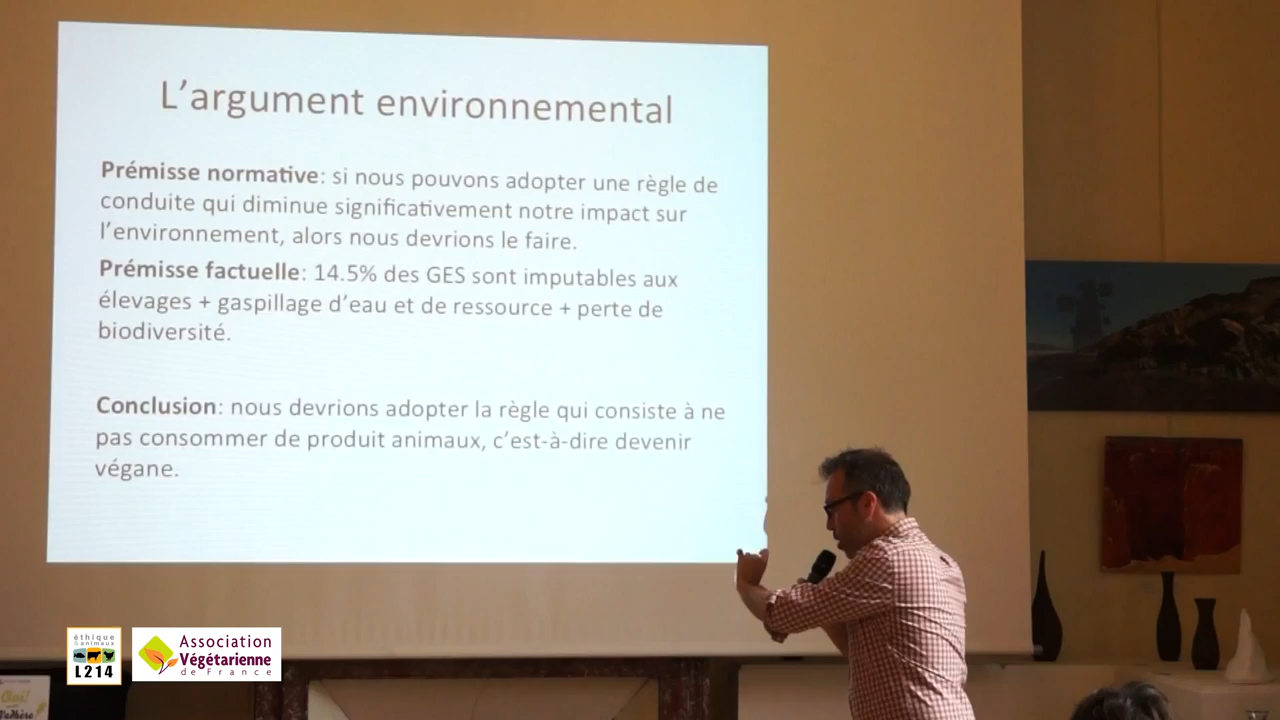 L'argument environnemental
Prémisse normative: si nous pouvons adopter une règle de
conduite qui diminue significativement notre impact sur
l'environnement, alors nous devrions le faire.
Prémisse factuelle: 14.5% des GES sont imputables aux
élevages + gaspillage d'eau et de ressource + perte de
biodiversité.
Conclusion: nous devrions adopter la règle qui consiste à ne
pas consommer de produit animaux, c'est-à-dire devenir
végane.
éthique
& animaux
L214
Association
Végétarienne
de France
Oui!
J'adhère!